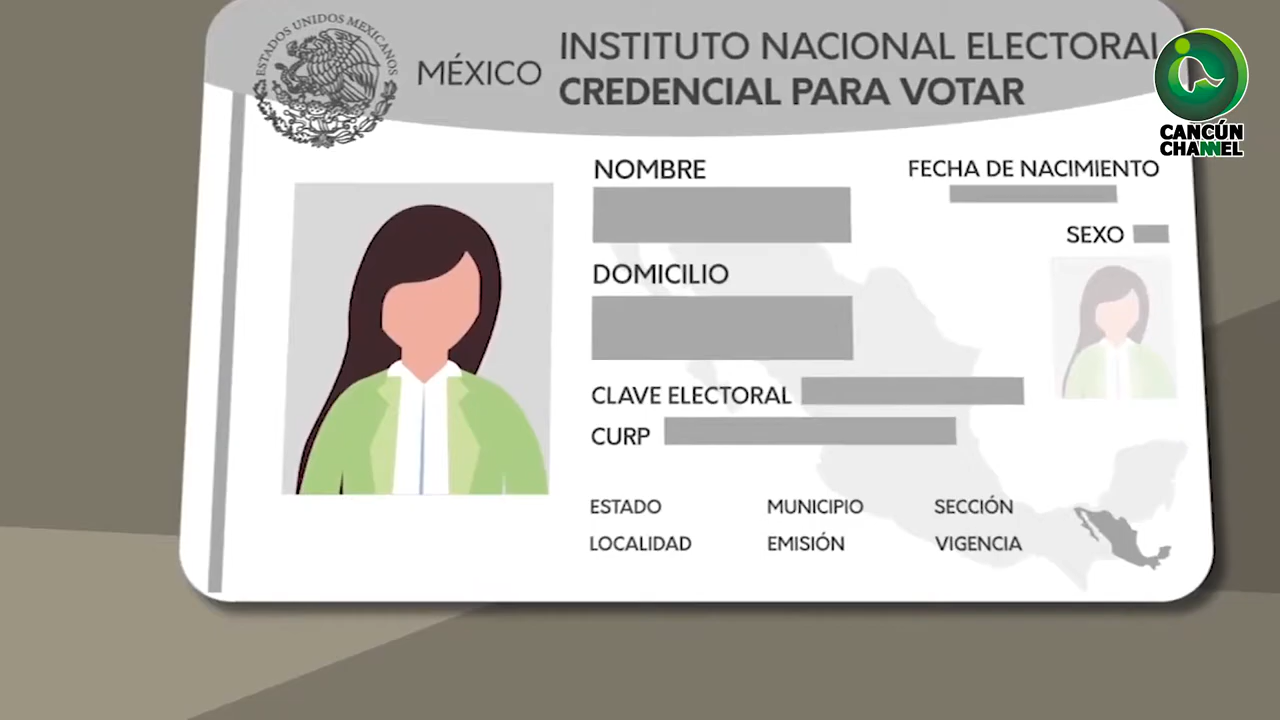 ESTADOS UNIDOS MEXICANOS
MÉXICO
INSTITUTO NACIONAL ELECTORAL
CREDENCIAL PARA VOTAR
CANCÚN
CHANNEL
NOMBRE
FECHA DE NACIMIENTO
SEXO
DOMICILIO
CLAVE ELECTORAL
CURP
ESTADO MUNICIPIO SECCIÓN
LOCALIDAD EMISIÓN VIGENCIA